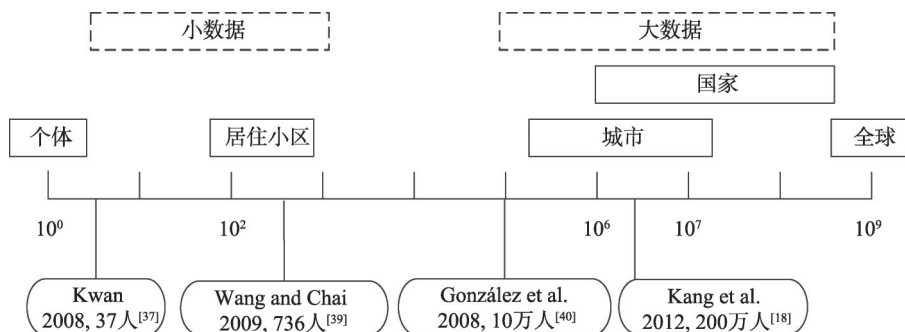 小数据
大数据
国家
个体
居住小区
城市
全球
10⁰
10²
10⁶
10⁷
10⁹
Kwan
2008, 37人[37]
Wang and Chai
2009, 736人[39]
González et al.
2008, 10万人[40]
Kang et al.
2012, 200万人[18]